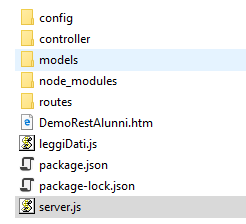 config
controller
models
node_modules
routes
DemoRestAlunni.htm
leggiDati.js
package.json
package-lock.json
server.js